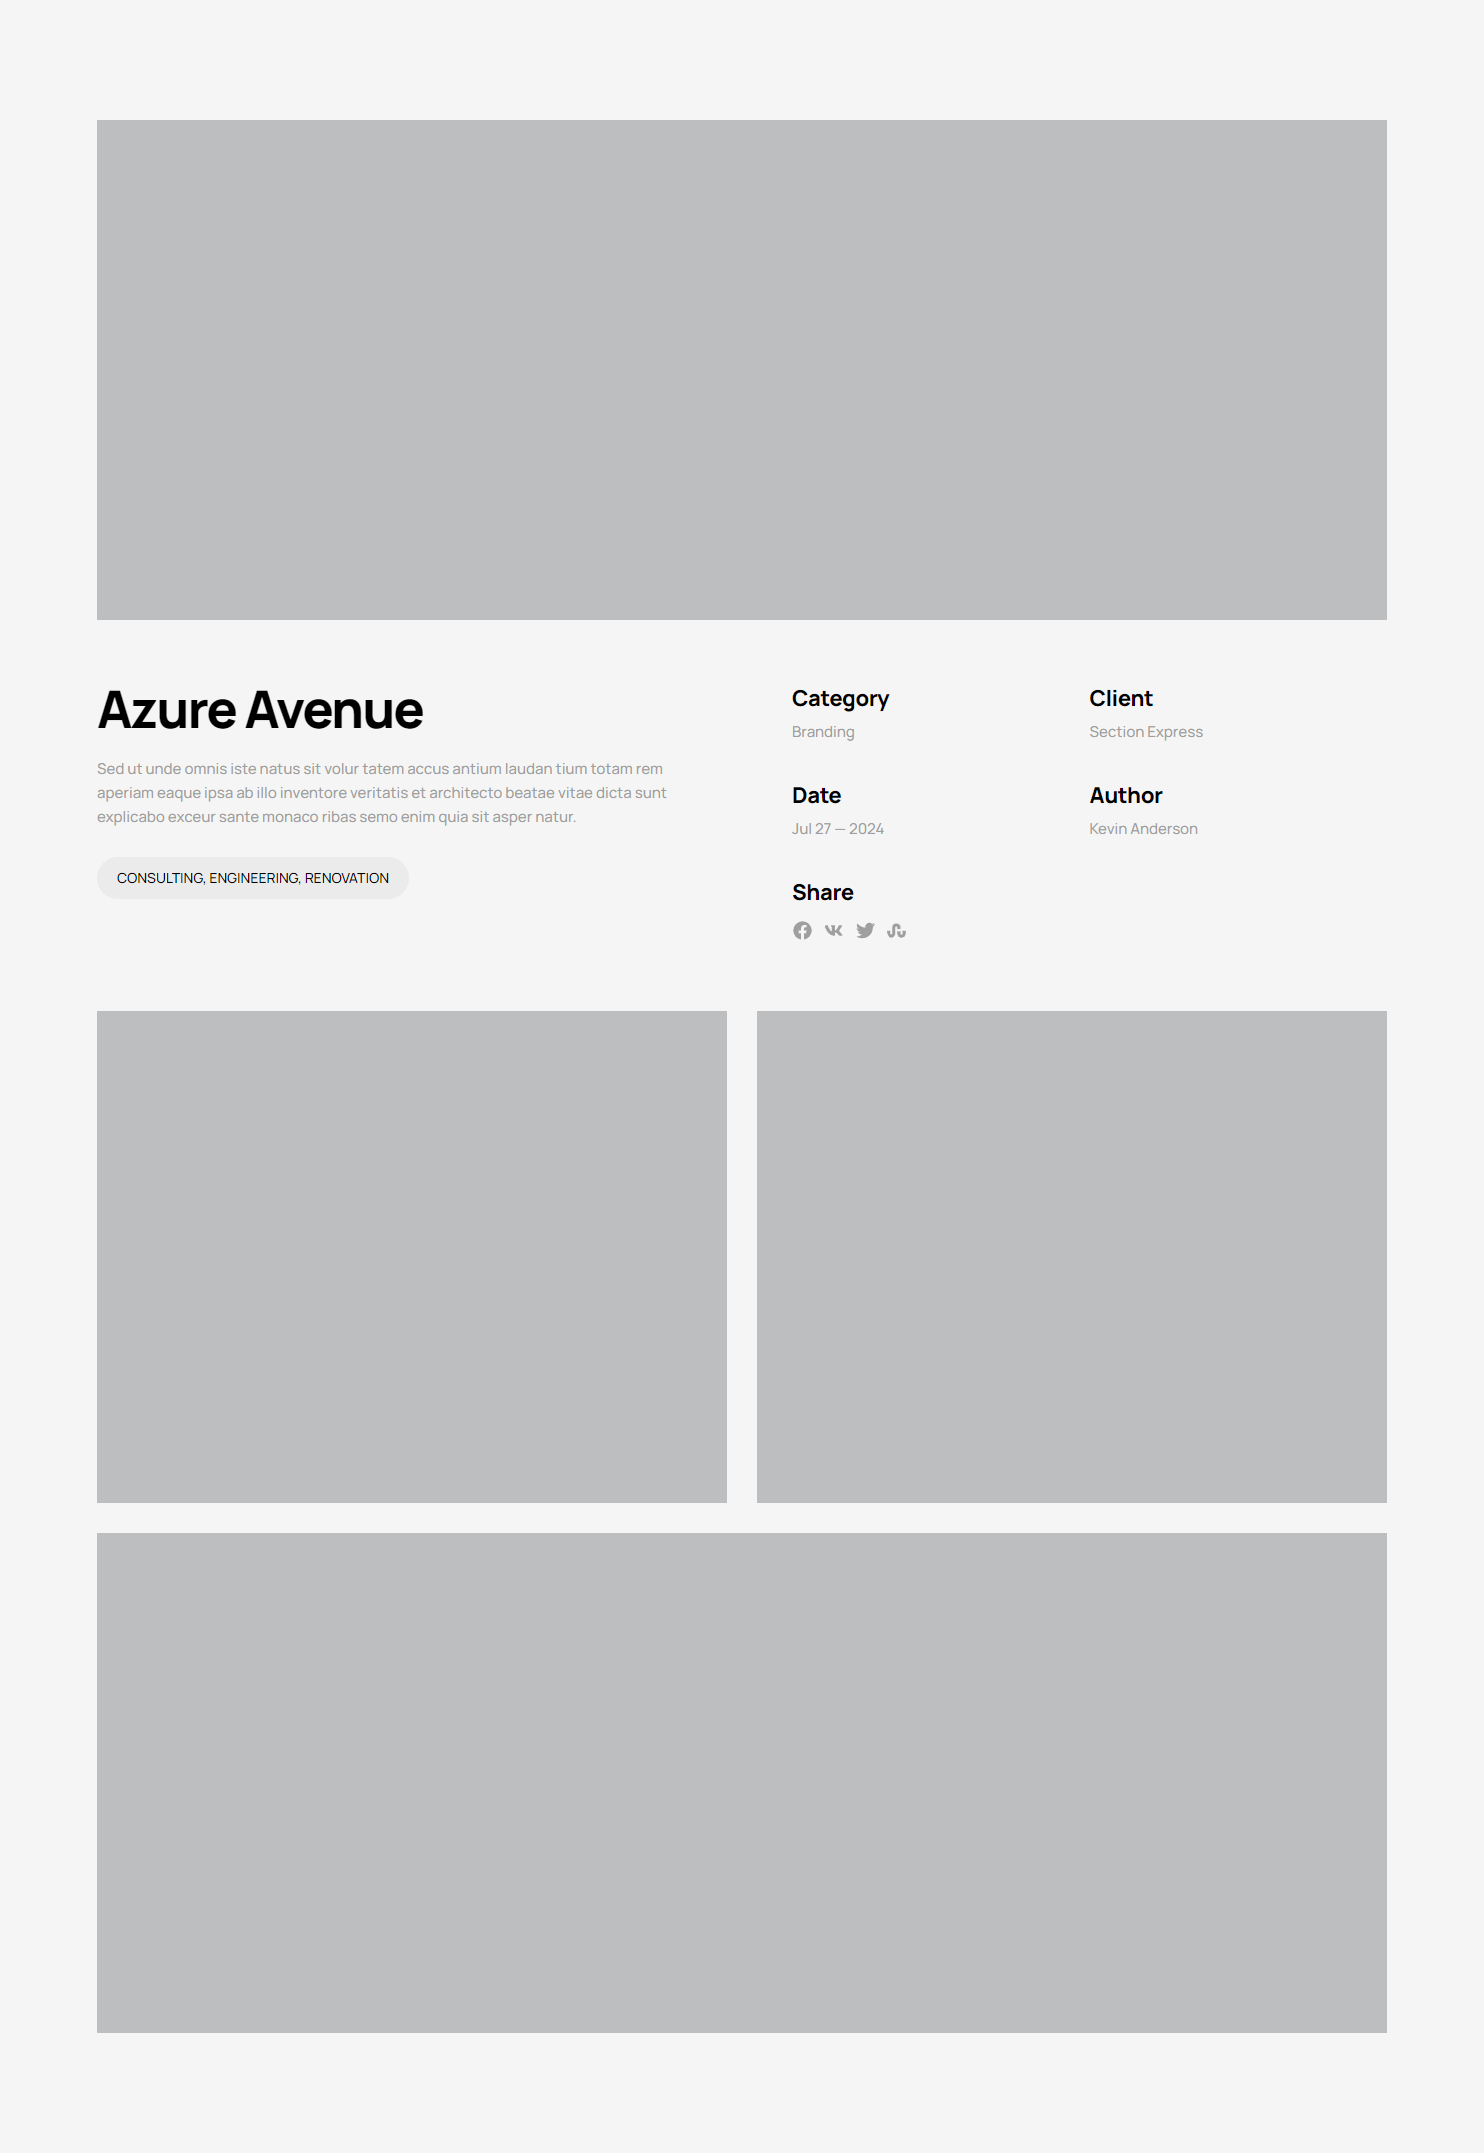 Azure Avenue
Sed ut unde omnis iste natus sit volur tatem accus antium laudan tium totam rem
aperiam eaque ipsa ab illo inventore veritatis et architecto beatae vitae dicta sunt
explicabo exceur sante monaco ribas semo enim quia sit asper natur.
CONSULTING, ENGINEERING, RENOVATION
Category
Branding
Client
Section Express
Date
Jul 27 — 2024
Author
Kevin Anderson
Share